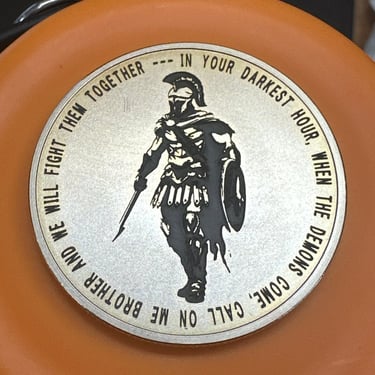 IN YOUR DARKEST HOUR, WHEN THE DEMONS COME, CALL ON ME BROTHER AND WE WILL FIGHT THEM TOGETHER ---